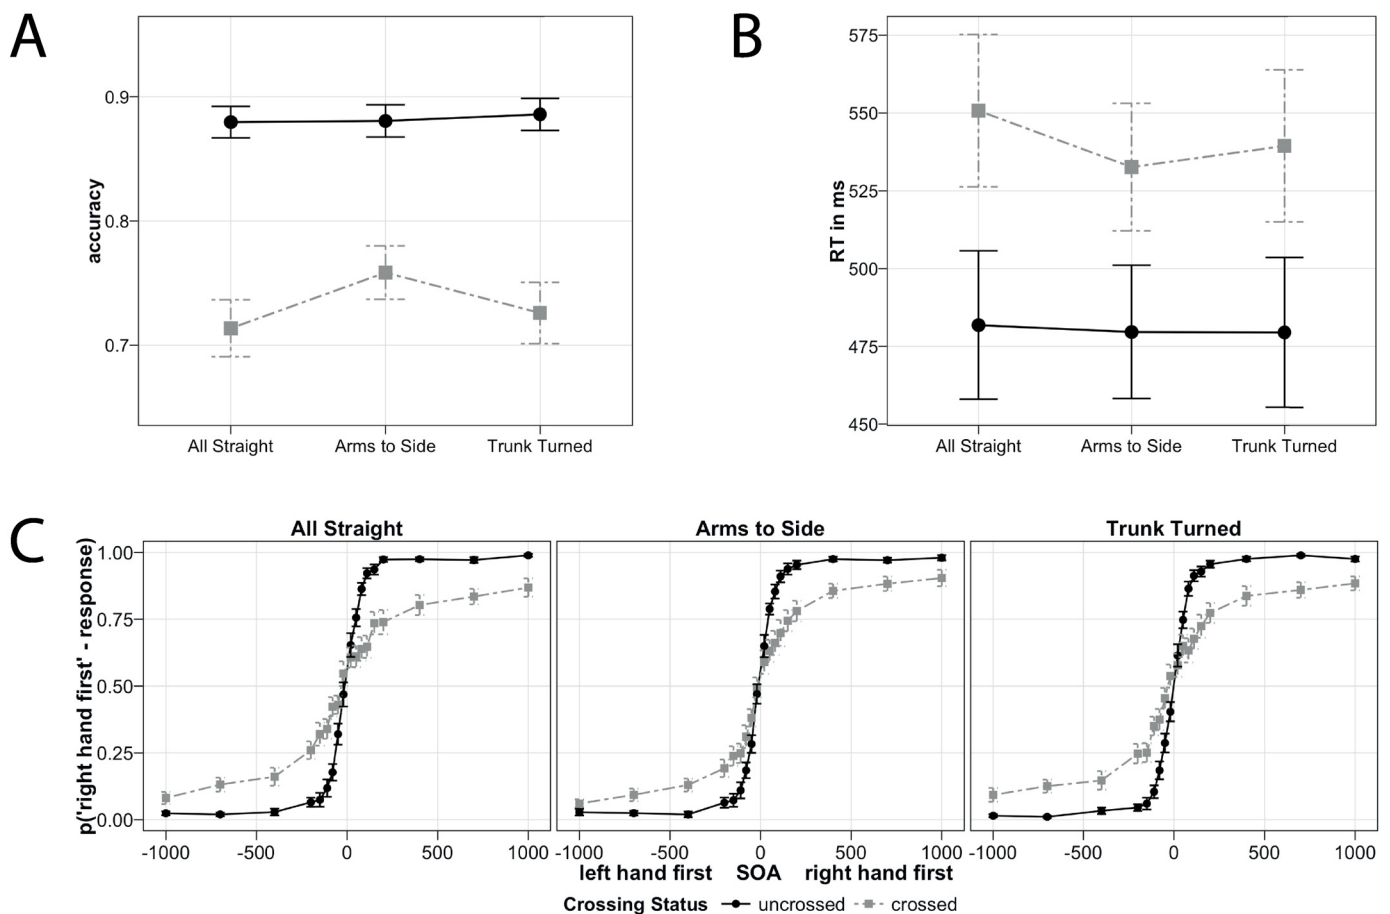 A
accuracy
0.9
0.8
0.7
All Straight
Arms to Side
Trunk Turned
B
RT in ms
575
550
525
500
475
450
All Straight
Arms to Side
Trunk Turned
C
All Straight
Arms to Side
Trunk Turned
p('right hand first' - response)
1.00
0.75
0.50
0.25
0.00
-1000 -500 0 500 1000
-1000 -500 0 500 1000
-1000 -500 0 500 1000
left hand first SOA right hand first
Crossing Status uncrossed crossed